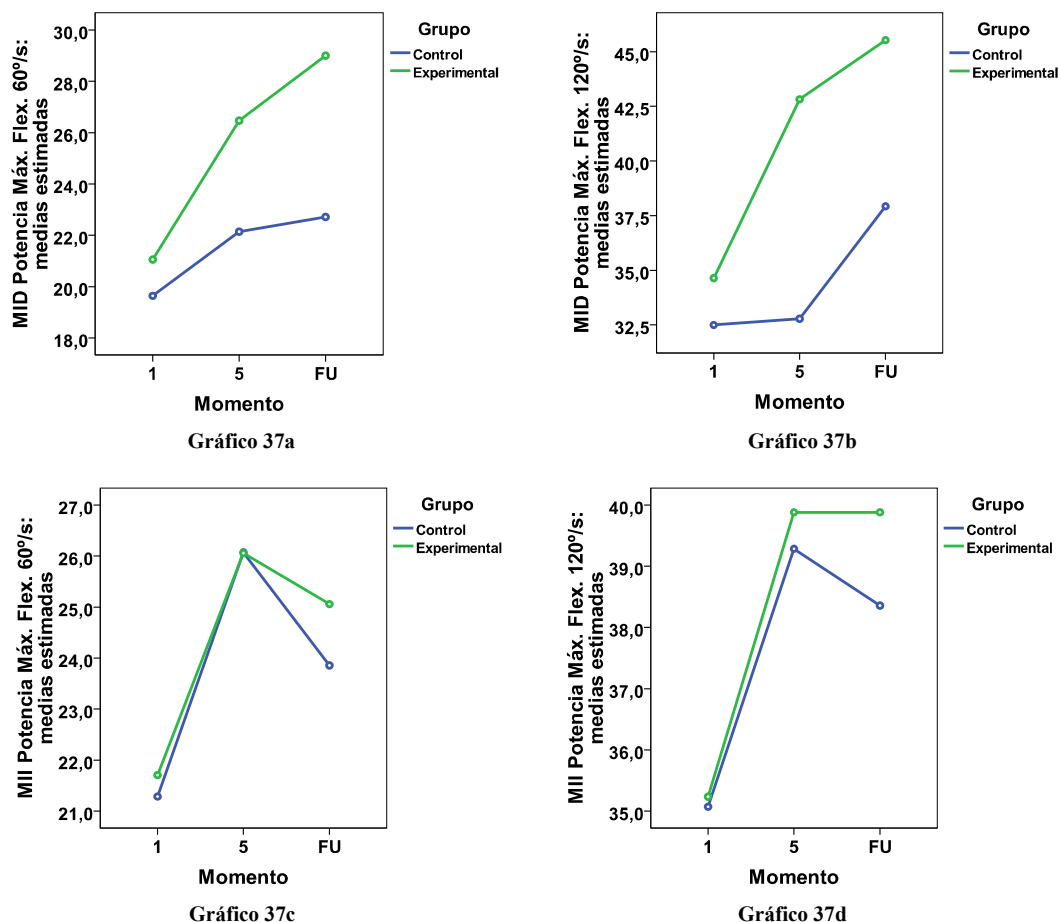 MID Potencia Máx. Flex. 60º/s:
medias estimadas
30,0
28,0
26,0
24,0
22,0
20,0
18,0
1
5
FU
Momento
Grupo
Control
Experimental
Gráfico 37a
MID Potencia Máx. Flex. 120º/s:
medias estimadas
45,0
42,5
40,0
37,5
35,0
32,5
1
5
FU
Momento
Grupo
Control
Experimental
Gráfico 37b
MII Potencia Máx. Flex. 60º/s:
medias estimadas
27,0
26,0
25,0
24,0
23,0
22,0
21,0
1
5
FU
Momento
Grupo
Control
Experimental
Gráfico 37c
MII Potencia Máx. Flex. 120º/s:
medias estimadas
40,0
39,0
38,0
37,0
36,0
35,0
1
5
FU
Momento
Grupo
Control
Experimental
Gráfico 37d